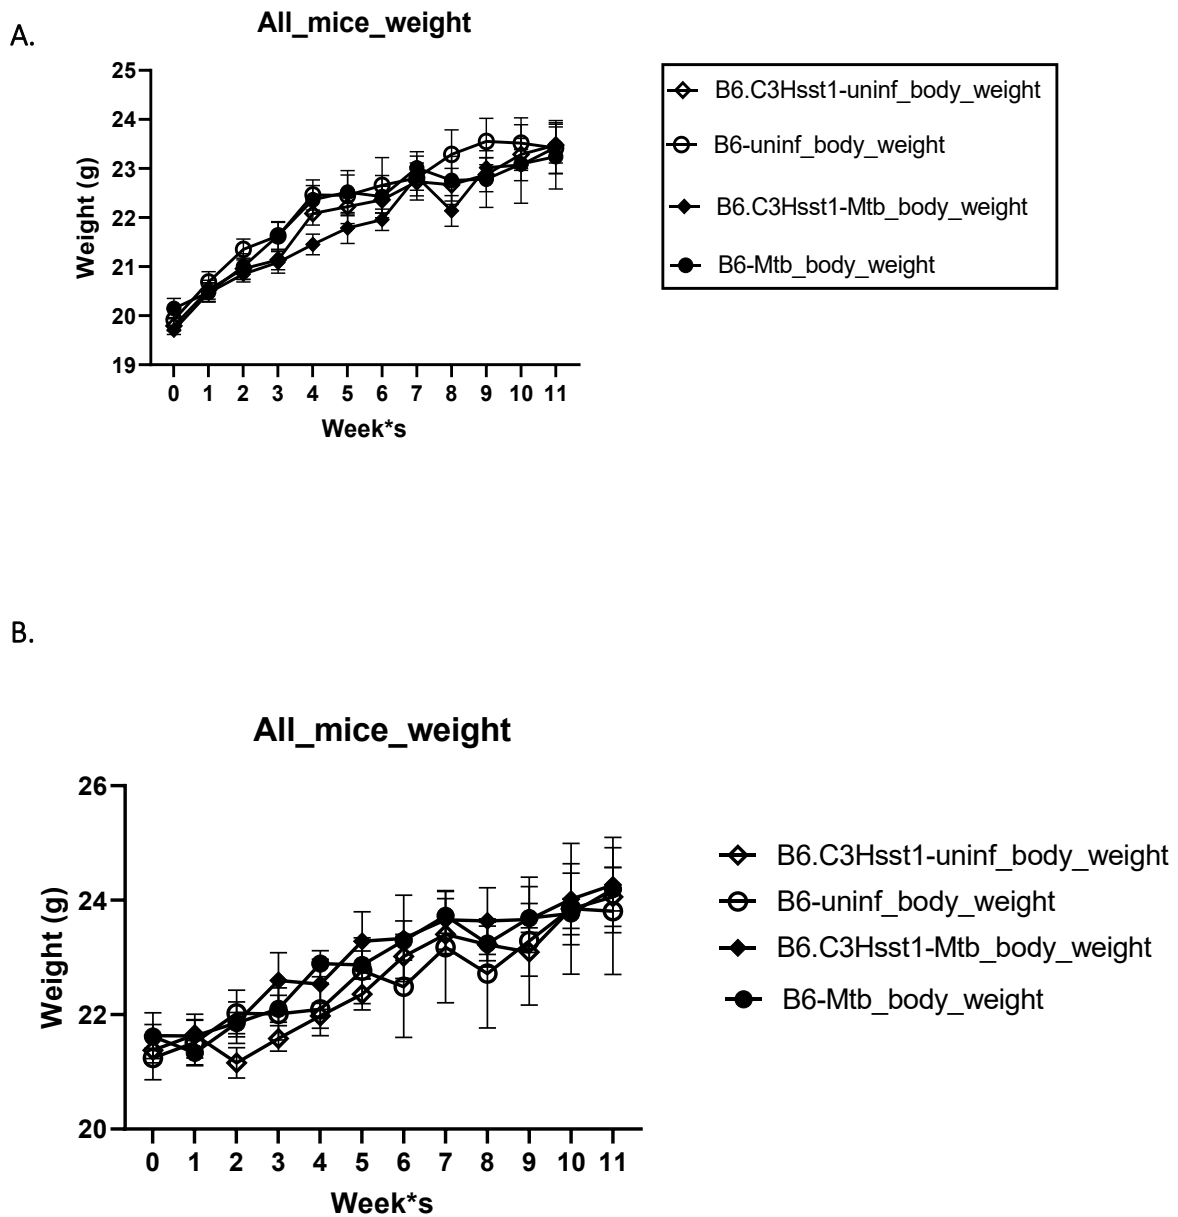 A.
All_mice_weight
25
24
23
22
21
20
19
Weight (g)
0 1 2 3 4 5 6 7 8 9 10 11
Week*s
B6.C3Hsst1-uninf_body_weight
B6-uninf_body_weight
B6.C3Hsst1-Mtb_body_weight
B6-Mtb_body_weight
B.
All_mice_weight
26
24
22
20
Weight (g)
0 1 2 3 4 5 6 7 8 9 10 11
Week*s
B6.C3Hsst1-uninf_body_weight
B6-uninf_body_weight
B6.C3Hsst1-Mtb_body_weight
B6-Mtb_body_weight